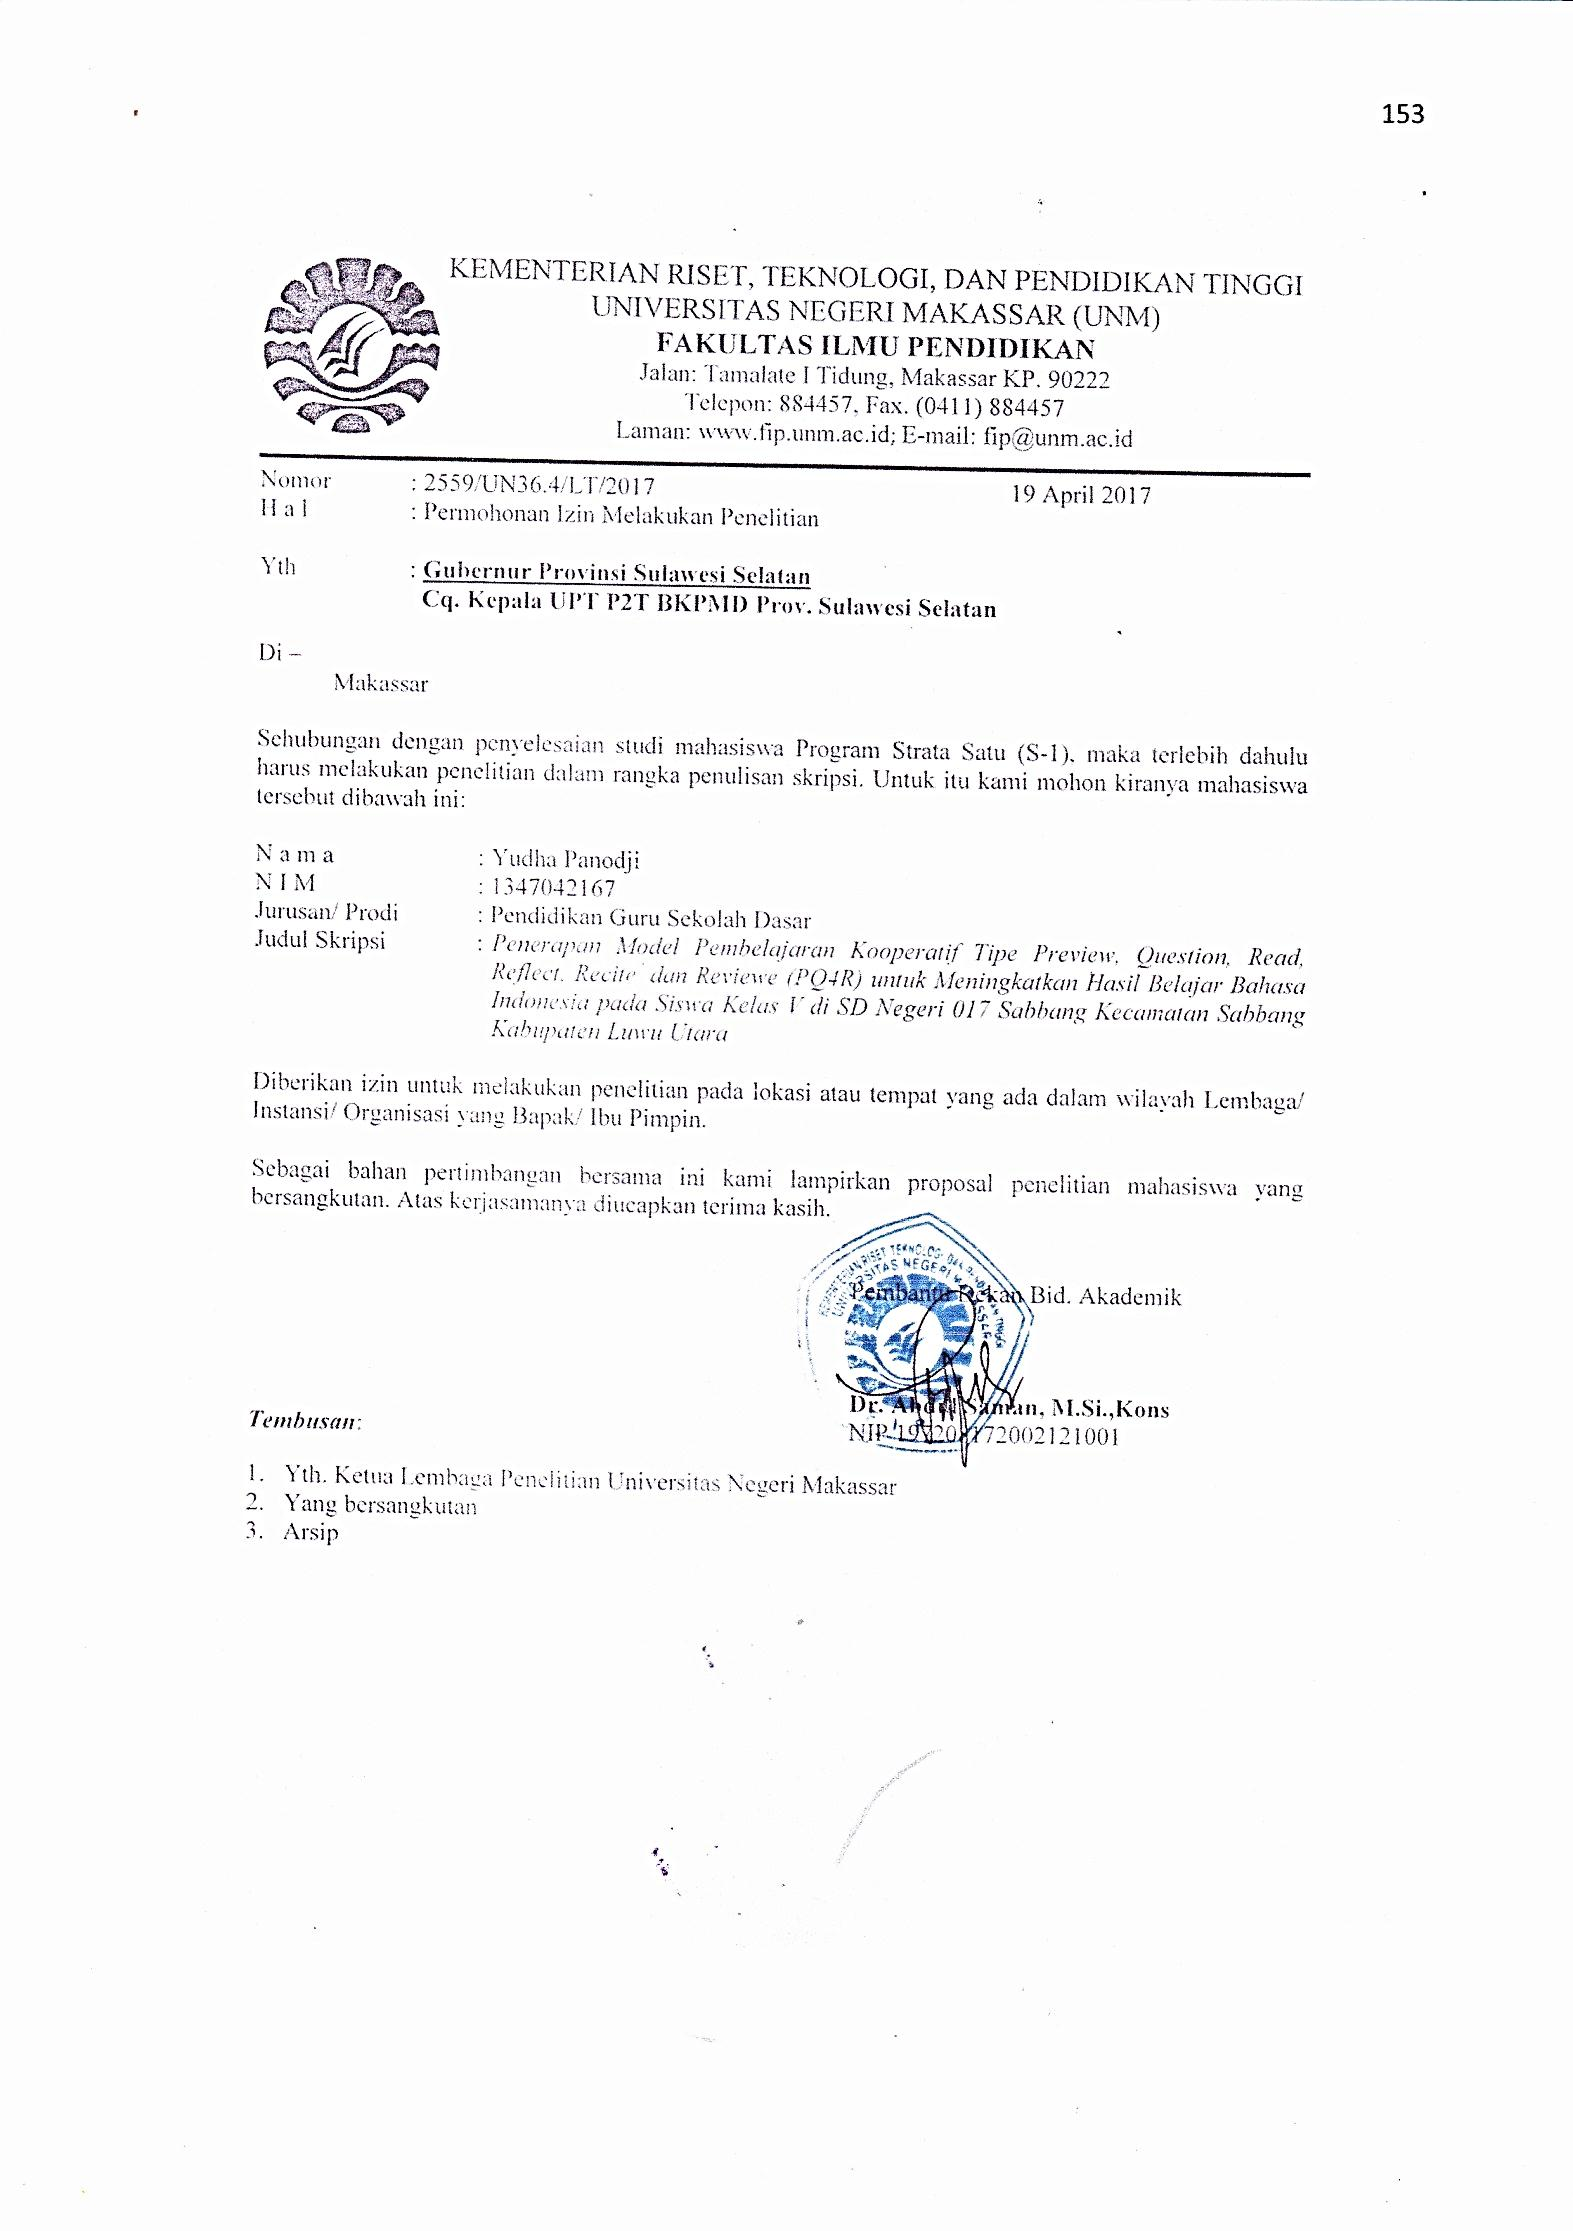 153
KEMENTERIAN RISET, TEKNOLOGI, DAN PENDIDIKAN TINGGI
UNIVERSITAS NEGERI MAKASSAR (UNM)
FAKULTAS ILMU PENDIDIKAN
Jalan: Tamalate I Tidung, Makassar KP. 90222
Telepon: 884457, Fax. (0411) 884457
Laman: www.fip.unm.ac.id; E-mail: fip@unm.ac.id
Nomor : 2559/UN36.4/LT/2017 19 April 2017
H a l : Permohonan Izin Melakukan Penelitian
Yth : Gubernur Provinsi Sulawesi Selatan
Cq. Kepala UPT P2T BKPMD Prov. Sulawesi Selatan
Di –
Makassar
Sehubungan dengan penyelesaian studi mahasiswa Program Strata Satu (S-1), maka terlebih dahulu
harus melakukan penelitian dalam rangka penulisan skripsi. Untuk itu kami mohon kiranya mahasiswa
tersebut dibawah ini:
N a m a : Yudha Panodji
N I M : 1347042167
Jurusan/ Prodi : Pendidikan Guru Sekolah Dasar
Judul Skripsi : Penerapan Model Pembelajaran Kooperatif Tipe Preview, Question, Read,
Reflect, Recite dan Reviewe (PQ4R) untuk Meningkatkan Hasil Belajar Bahasa
Indonesia pada Siswa Kelas V di SD Negeri 017 Sabbang Kecamatan Sabbang
Kabupaten Luwu Utara
Diberikan izin untuk melakukan penelitian pada lokasi atau tempat yang ada dalam wilayah Lembaga/
Instansi/ Organisasi yang Bapak/ Ibu Pimpin.
Sebagai bahan pertimbangan bersama ini kami lampirkan proposal penelitian mahasiswa yang
bersangkutan. Atas kerjasamanya diucapkan terima kasih.
Pembantu Dekan Bid. Akademik
Dr. Abdul Saman, M.Si.,Kons
NIP
Tembusan:
1. Yth. Ketua Lembaga Penelitian Universitas Negeri Makassar
2. Yang bersangkutan
3. Arsip